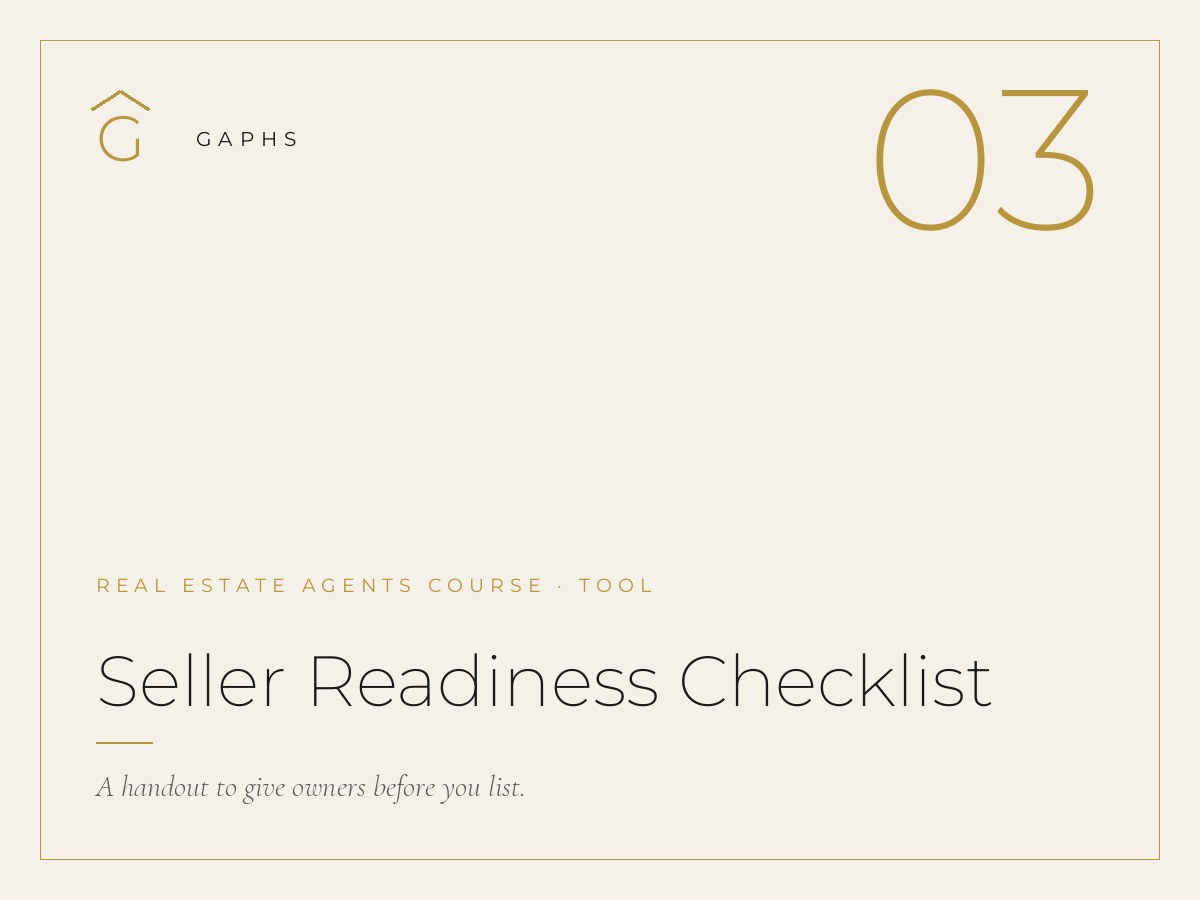 G
GAPHS
03
REAL ESTATE AGENTS COURSE · TOOL
Seller Readiness Checklist
A handout to give owners before you list.